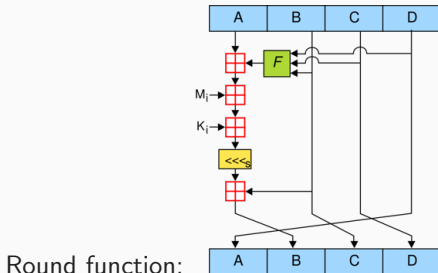 A B C D
F
Mᵢ
Kᵢ
<<<ₛ
Round function: A B C D